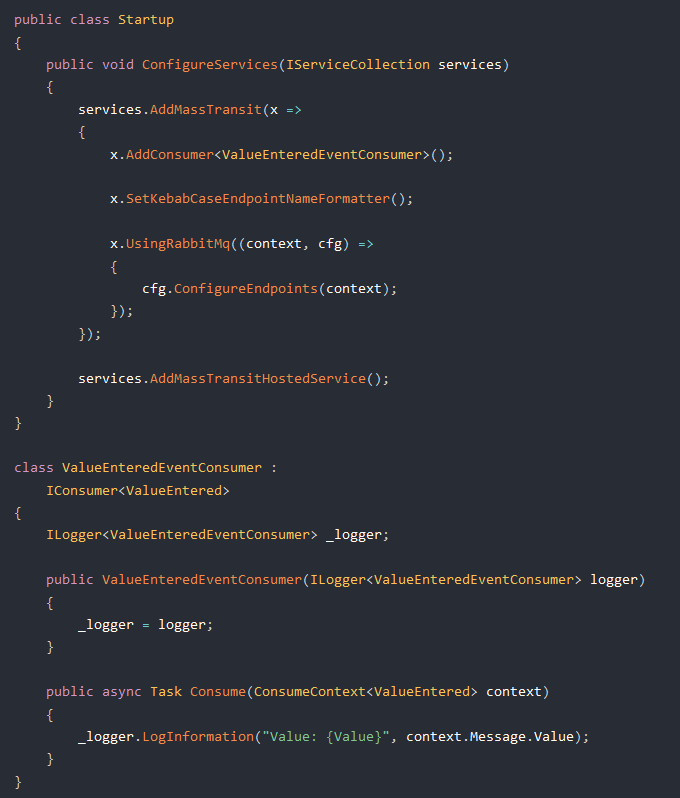 public class Startup
{
    public void ConfigureServices(IServiceCollection services)
    {
        services.AddMassTransit(x =>
        {
            x.AddConsumer<ValueEnteredEventConsumer>();

            x.SetKebabCaseEndpointNameFormatter();

            x.UsingRabbitMq((context, cfg) =>
            {
                cfg.ConfigureEndpoints(context);
            });
        });

        services.AddMassTransitHostedService();
    }
}

class ValueEnteredEventConsumer :
    IConsumer<ValueEntered>
{
    ILogger<ValueEnteredEventConsumer> _logger;

    public ValueEnteredEventConsumer(ILogger<ValueEnteredEventConsumer> logger)
    {
        _logger = logger;
    }

    public async Task Consume(ConsumeContext<ValueEntered> context)
    {
        _logger.LogInformation("Value: {Value}", context.Message.Value);
    }
}